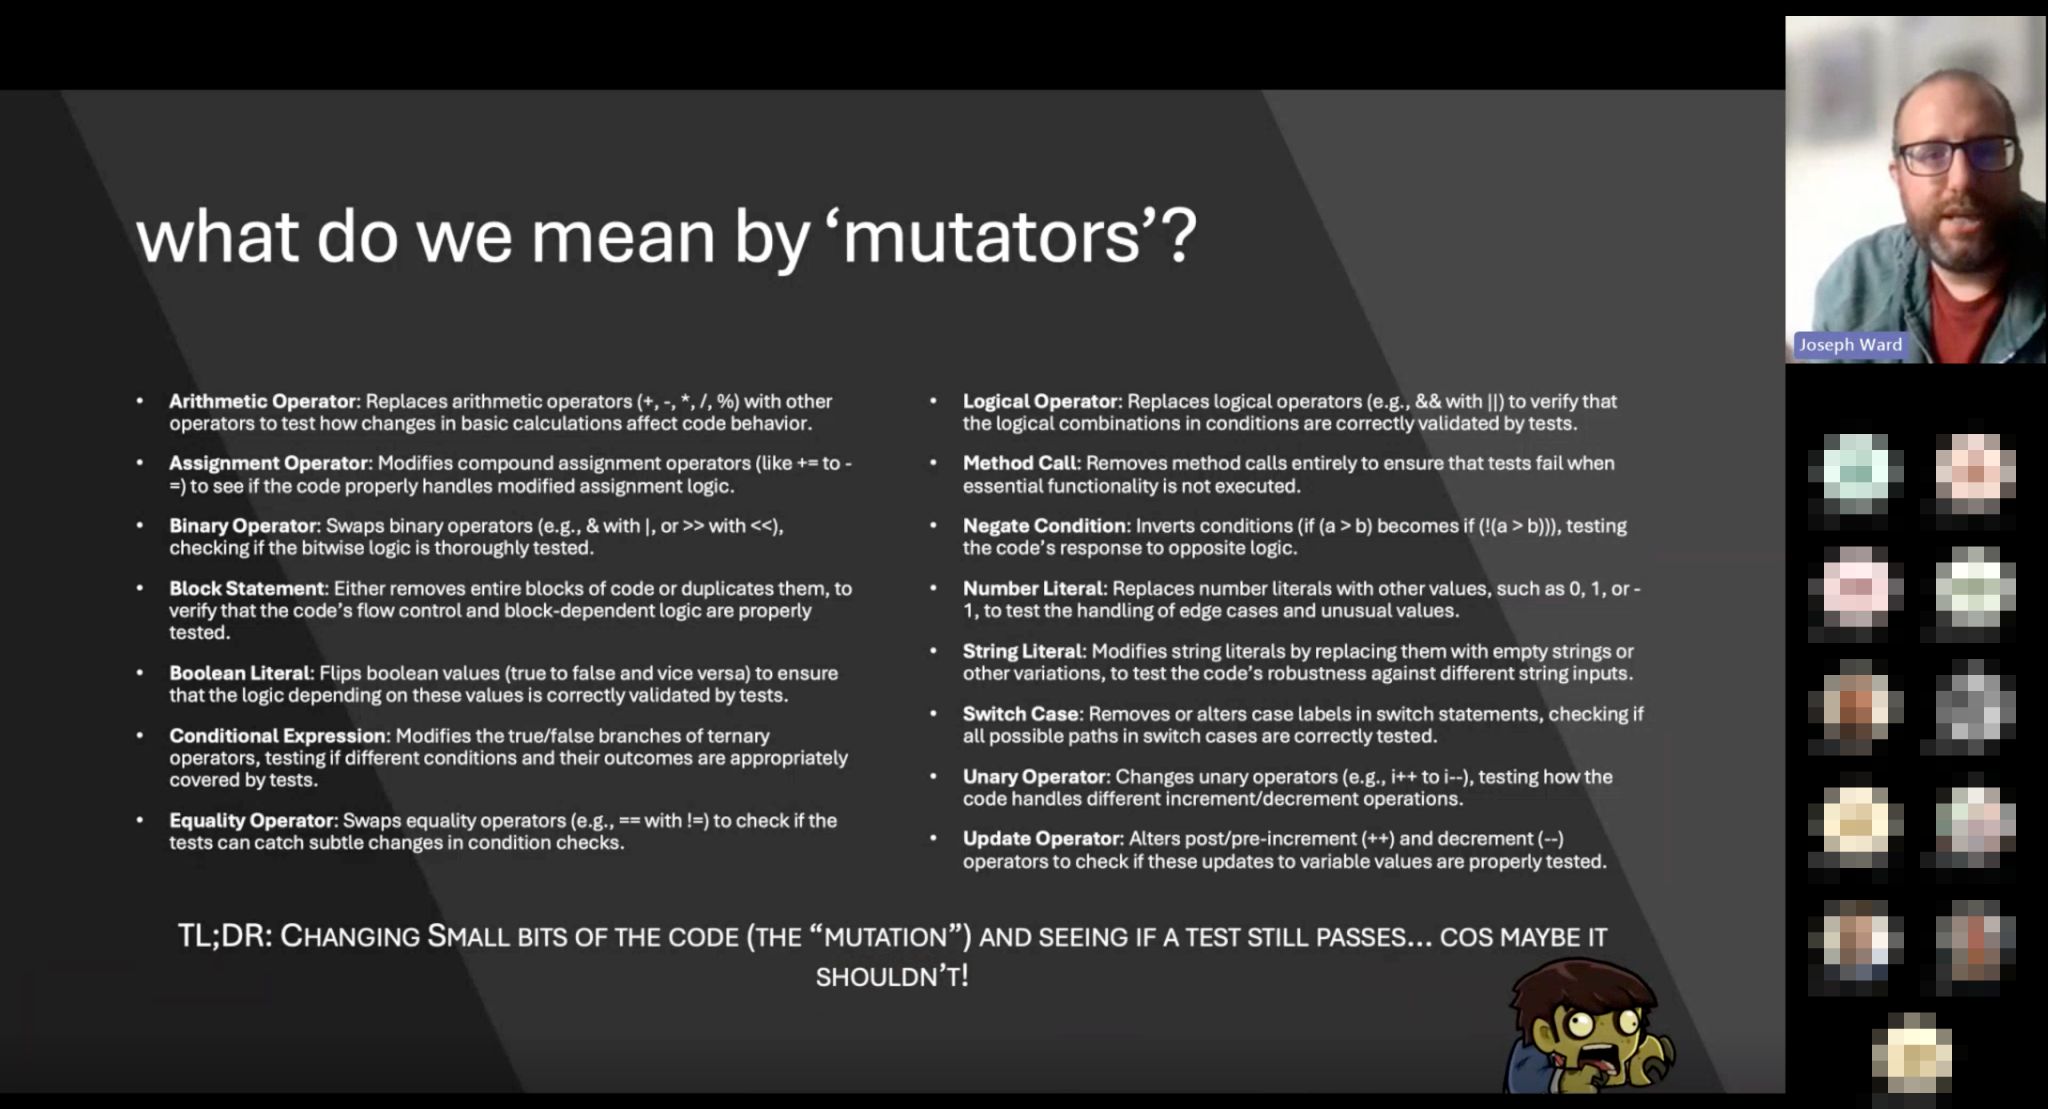 what do we mean by ‘mutators’?
• Arithmetic Operator: Replaces arithmetic operators (+, -, *, /, %) with other
operators to test how changes in basic calculations affect code behavior.
• Assignment Operator: Modifies compound assignment operators (like += to -
=) to see if the code properly handles modified assignment logic.
• Binary Operator: Swaps binary operators (e.g., & with |, or >> with <<),
checking if the bitwise logic is thoroughly tested.
• Block Statement: Either removes entire blocks of code or duplicates them, to
verify that the code’s flow control and block-dependent logic are properly
tested.
• Boolean Literal: Flips boolean values (true to false and vice versa) to ensure
that the logic depending on these values is correctly validated by tests.
• Conditional Expression: Modifies the true/false branches of ternary
operators, testing if different conditions and their outcomes are appropriately
covered by tests.
• Equality Operator: Swaps equality operators (e.g., == with !=) to check if the
tests can catch subtle changes in condition checks.
• Logical Operator: Replaces logical operators (e.g., && with ||) to verify that
the logical combinations in conditions are correctly validated by tests.
• Method Call: Removes method calls entirely to ensure that tests fail when
essential functionality is not executed.
• Negate Condition: Inverts conditions (if (a > b) becomes if (!(a > b))), testing
the code’s response to opposite logic.
• Number Literal: Replaces number literals with other values, such as 0, 1, or -
1, to test the handling of edge cases and unusual values.
• String Literal: Modifies string literals by replacing them with empty strings or
other variations, to test the code’s robustness against different string inputs.
• Switch Case: Removes or alters case labels in switch statements, checking if
all possible paths in switch cases are correctly tested.
• Unary Operator: Changes unary operators (e.g., i++ to i--), testing how the
code handles different increment/decrement operations.
• Update Operator: Alters post/pre-increment (++) and decrement (--)
operators to check if these updates to variable values are properly tested.
TL;DR: CHANGING SMALL BITS OF THE CODE (THE “MUTATION”) AND SEEING IF A TEST STILL PASSES... COS MAYBE IT
SHOULDN’T!
Joseph Ward